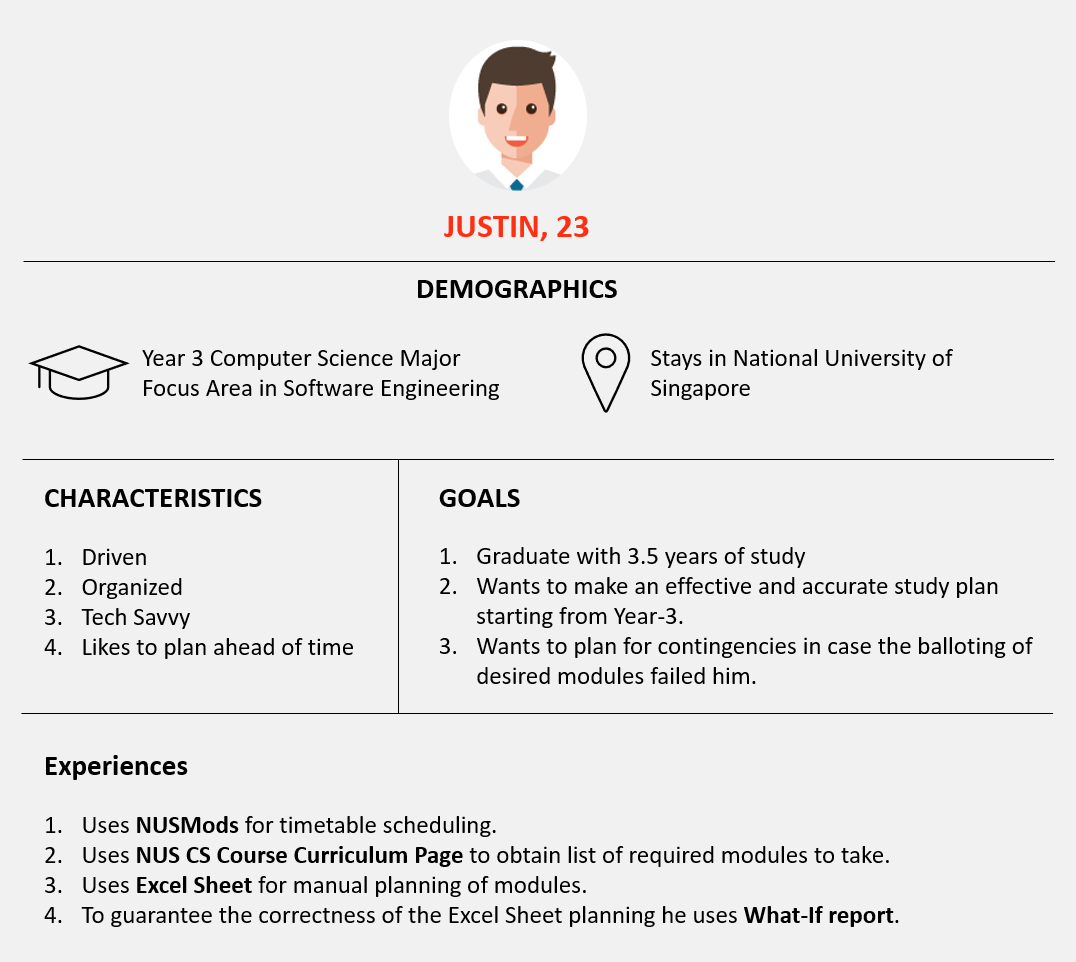 JUSTIN, 23
DEMOGRAPHICS
Year 3 Computer Science Major
Focus Area in Software Engineering
Stays in National University of
Singapore
CHARACTERISTICS
1. Driven
2. Organized
3. Tech Savvy
4. Likes to plan ahead of time
GOALS
1. Graduate with 3.5 years of study
2. Wants to make an effective and accurate study plan
starting from Year-3.
3. Wants to plan for contingencies in case the balloting of
desired modules failed him.
Experiences
1. Uses NUSMods for timetable scheduling.
2. Uses NUS CS Course Curriculum Page to obtain list of required modules to take.
3. Uses Excel Sheet for manual planning of modules.
4. To guarantee the correctness of the Excel Sheet planning he uses What-If report.